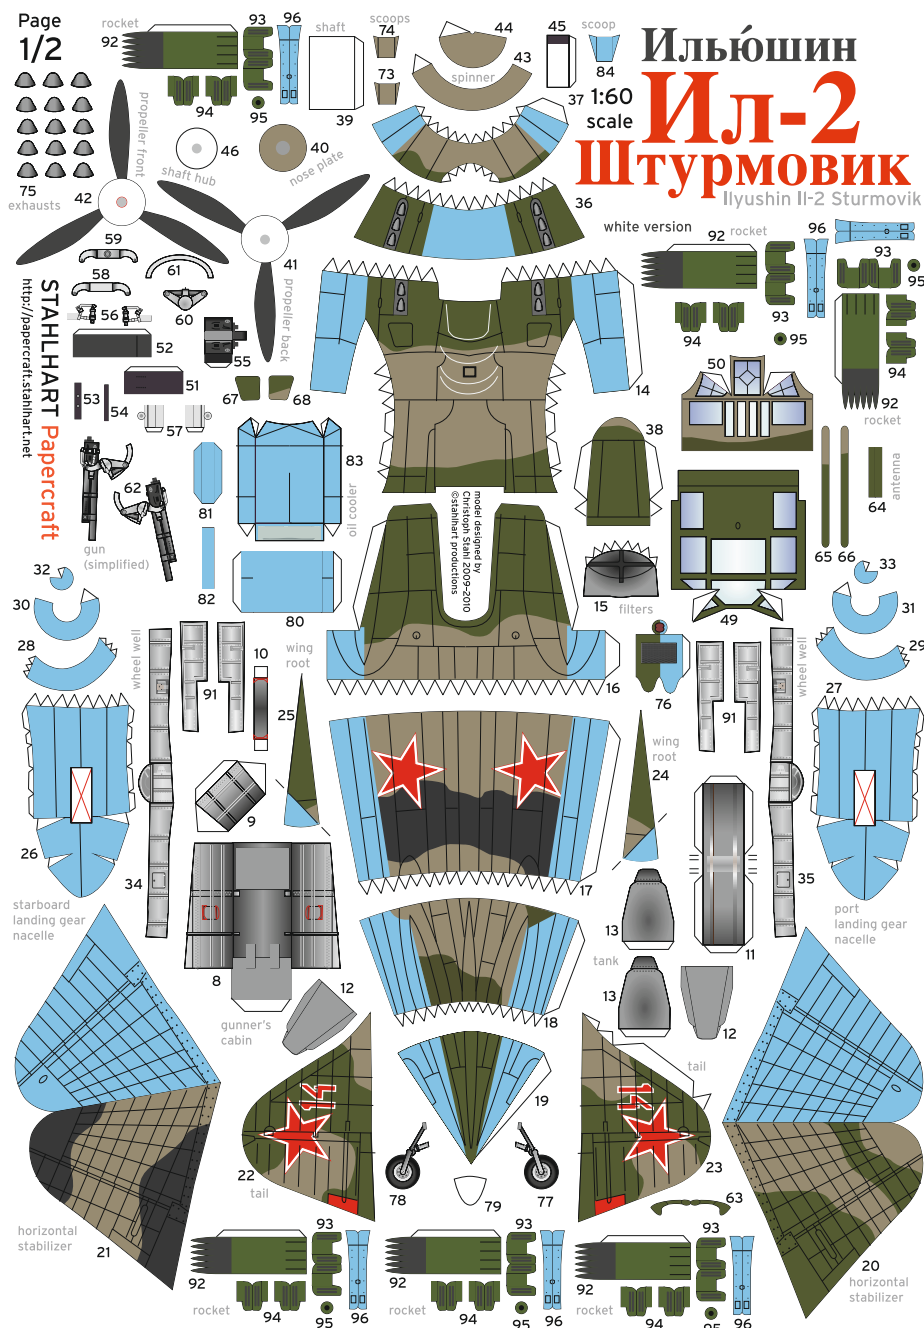 Page
1/2
rocket
92
93
96
94
95
shaft
39
scoops
74
73
44
43
spinner
45
37
scoop
84
1:60
scale
Илью́шин
Ил-2
Штурмовик
Ilyushin Il-2 Sturmovik
75
exhausts
propeller front
42
46
shaft hub
40
nose plate
36
white version
92
rocket
96
93
95
94
93
95
94
92
rocket
59
58
61
60
56
41
propeller back
STAHLHART Papercraft
http://papercraft.stahlhart.net
52
55
51
53
54
57
67
68
14
50
38
83
oil cooler
81
82
80
62
gun
(simplified)
model designed by
Christoph Stahl 2009-2010
©stahlhart productions
antenna
64
65
66
15
filters
49
32
30
28
33
31
29
27
wheel well
91
10
wing
root
25
16
76
91
wheel well
wing
root
24
9
26
34
17
35
starboard
landing gear
nacelle
port
landing gear
nacelle
13
tank
13
11
8
12
gunner's
cabin
18
12
19
tail
14
14
22
tail
23
78
79
77
63
horizontal
stabilizer
21
20
horizontal
stabilizer
92
rocket
93
94
95
96
92
rocket
93
94
95
96
92
rocket
93
94
95
96